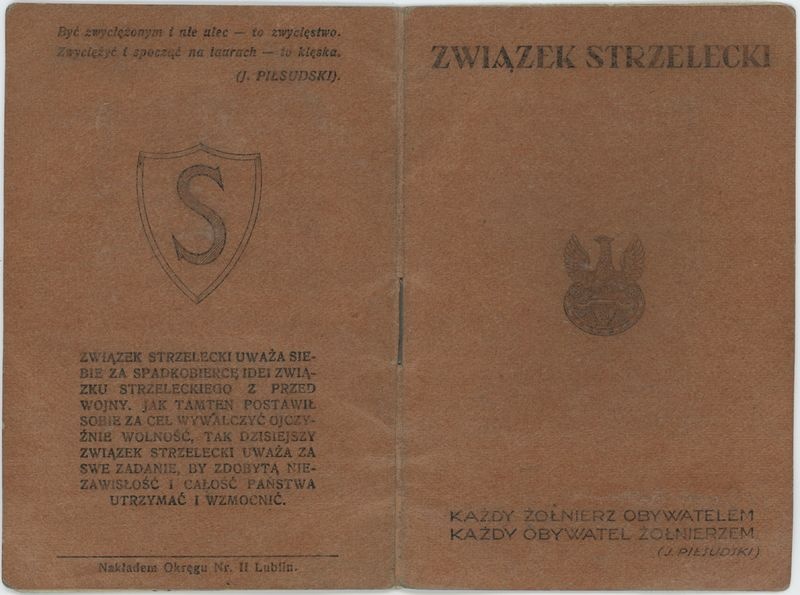 Być zwyciężonym i nie ulec — to zwycięstwo.
Zwyciężyć i spocząć na laurach — to klęska.
(J. PIŁSUDSKI).
S
ZWIĄZEK STRZELECKI UWAŻA SIE-
BIE ZA SPADKOBIERCĘ IDEI ZWIĄ-
ZKU STRZELECKIEGO Z PRZED
WOJNY. JAK TAMTEN POSTAWIŁ
SOBIE ZA CEL WYWALCZYĆ OJCZY-
ŹNIE WOLNOŚĆ, TAK DZISIEJSZY
ZWIĄZEK STRZELECKI UWAŻA ZA
SWE ZADANIE, BY ZDOBYTĄ NIE-
ZAWISŁOŚĆ I CAŁOŚĆ PAŃSTWA
UTRZYMAĆ I WZMOCNIĆ.
Nakładem Okręgu Nr. II Lublin.
ZWIĄZEK STRZELECKI
KAŻDY ŻOŁNIERZ OBYWATELEM
KAŻDY OBYWATEL ŻOŁNIERZEM
(J. PIŁSUDSKI)